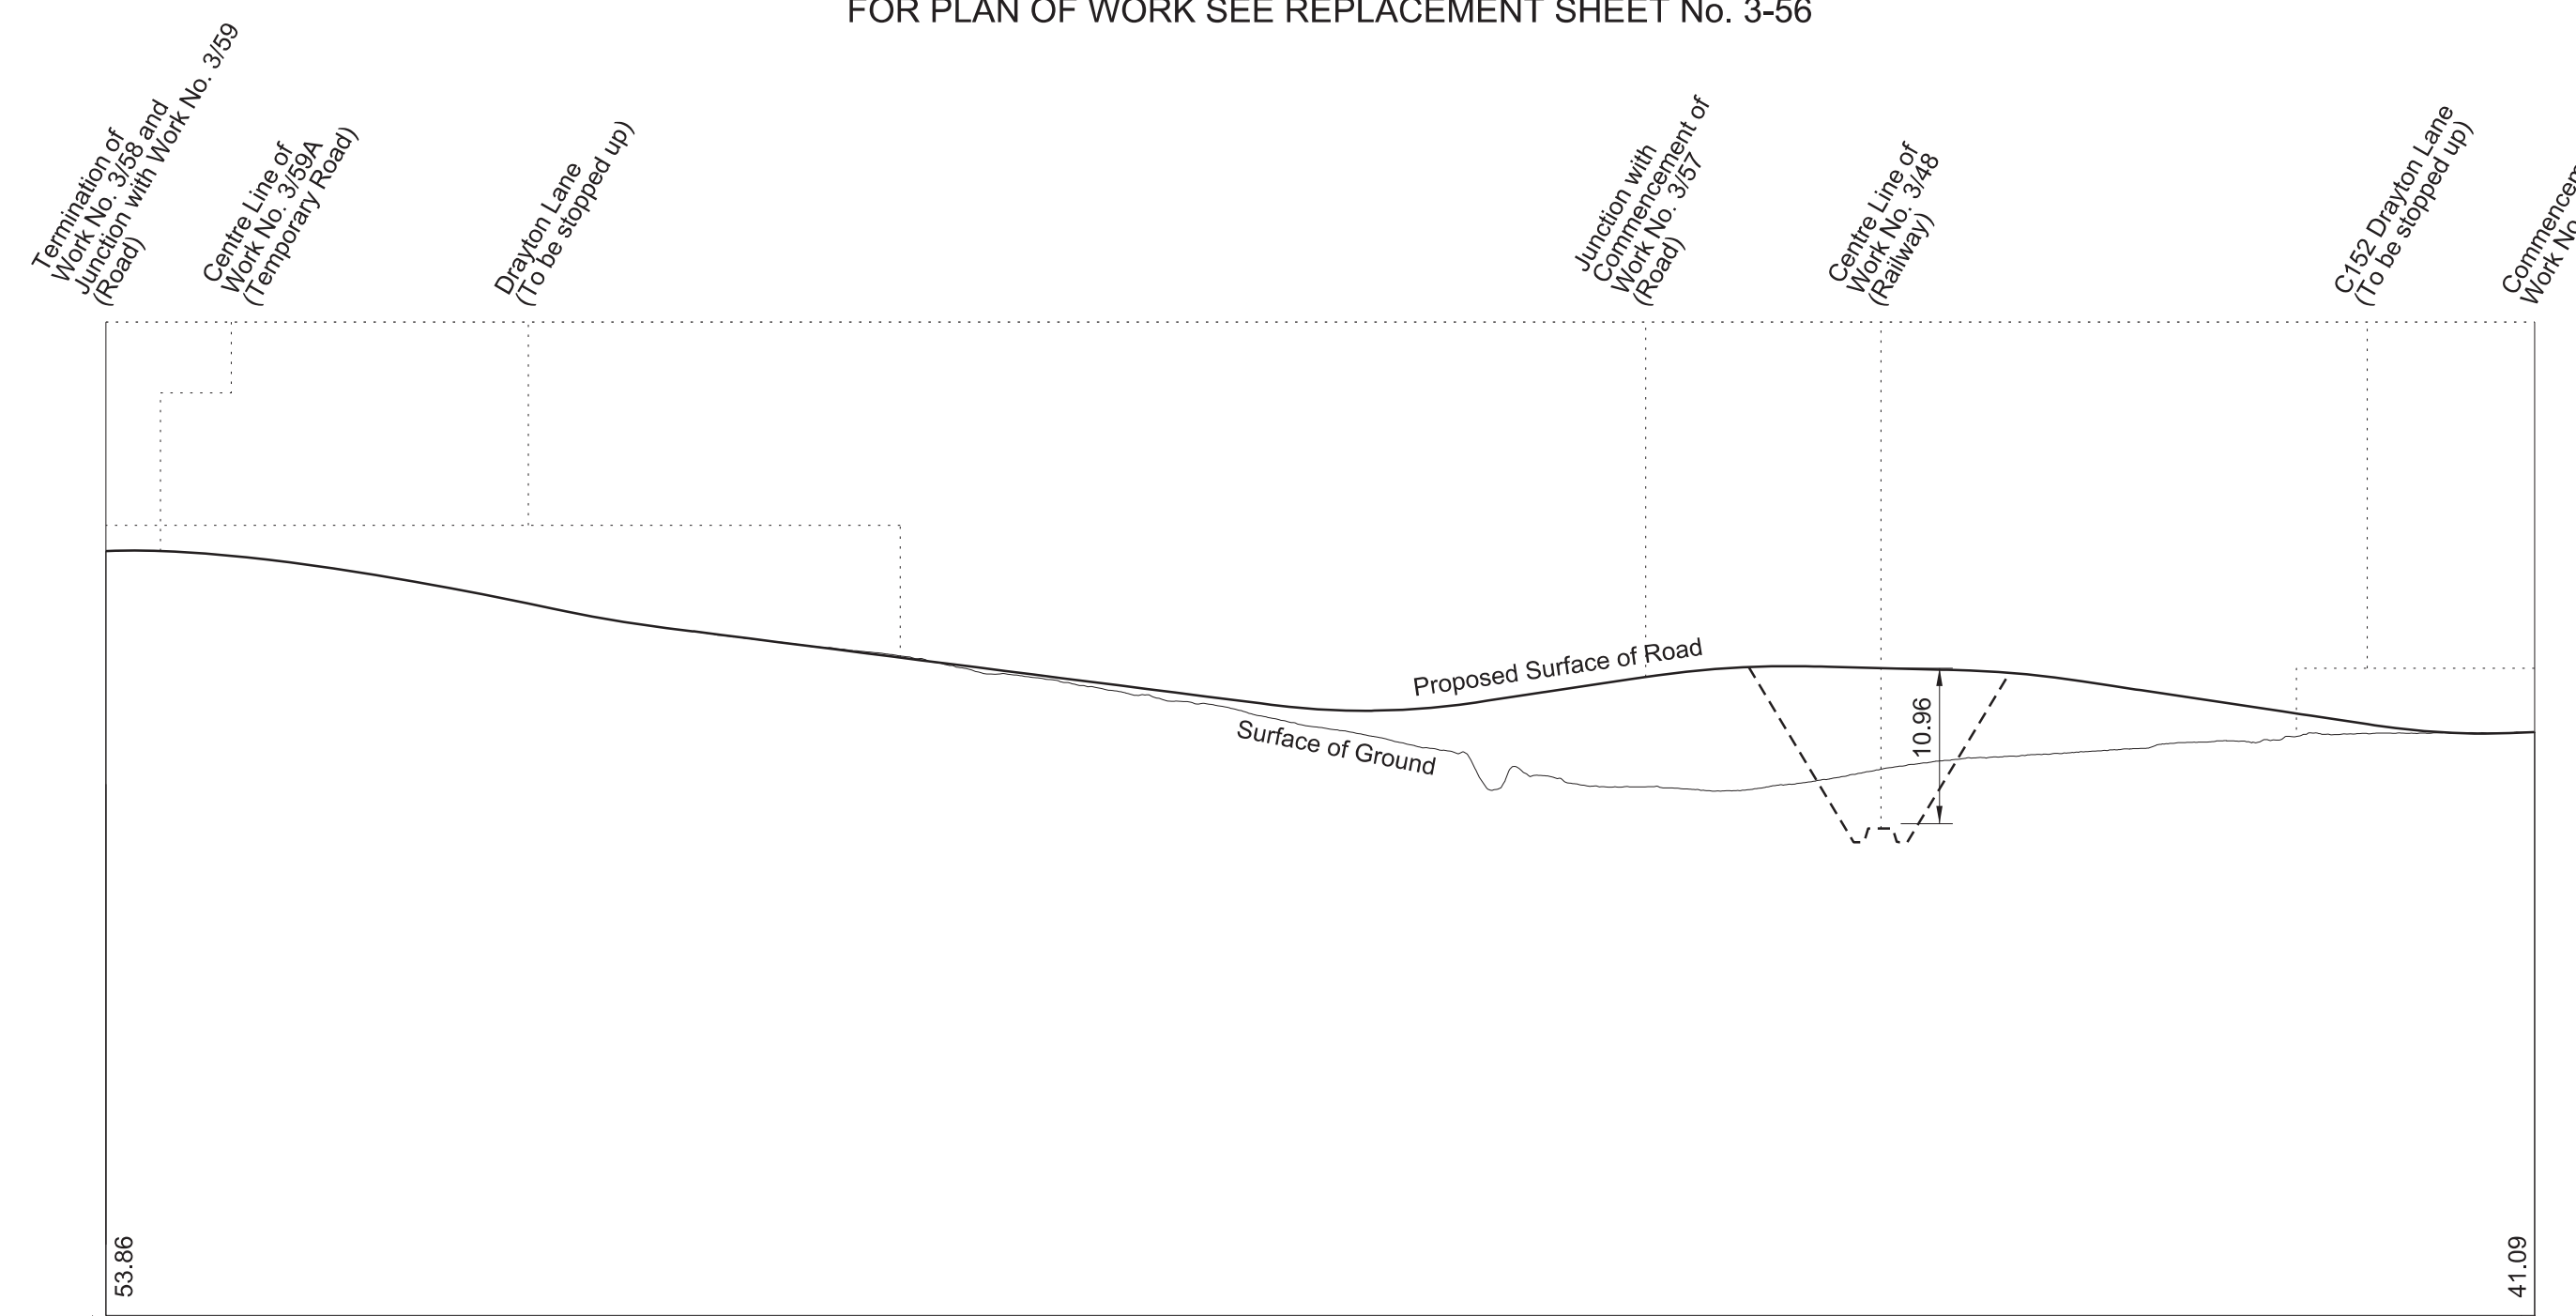 FOR PLAN OF WORK SEE REPLACEMENT SHEET No. 3-56
Termination of
Work No. 3/58 and
Junction with Work No. 3/59
(Road)
Centre Line of
Work No. 3/59A
(Temporary Road)
Drayton Lane
(To be stopped up)
Junction with
Commencement of
Work No. 3/57
(Road)
Centre Line of
Work No. 3/48
(Railway)
C152 Drayton Lane
(To be stopped up)
Work No
Proposed Surface of Road
Surface of Ground
10.96
53.86
41.09